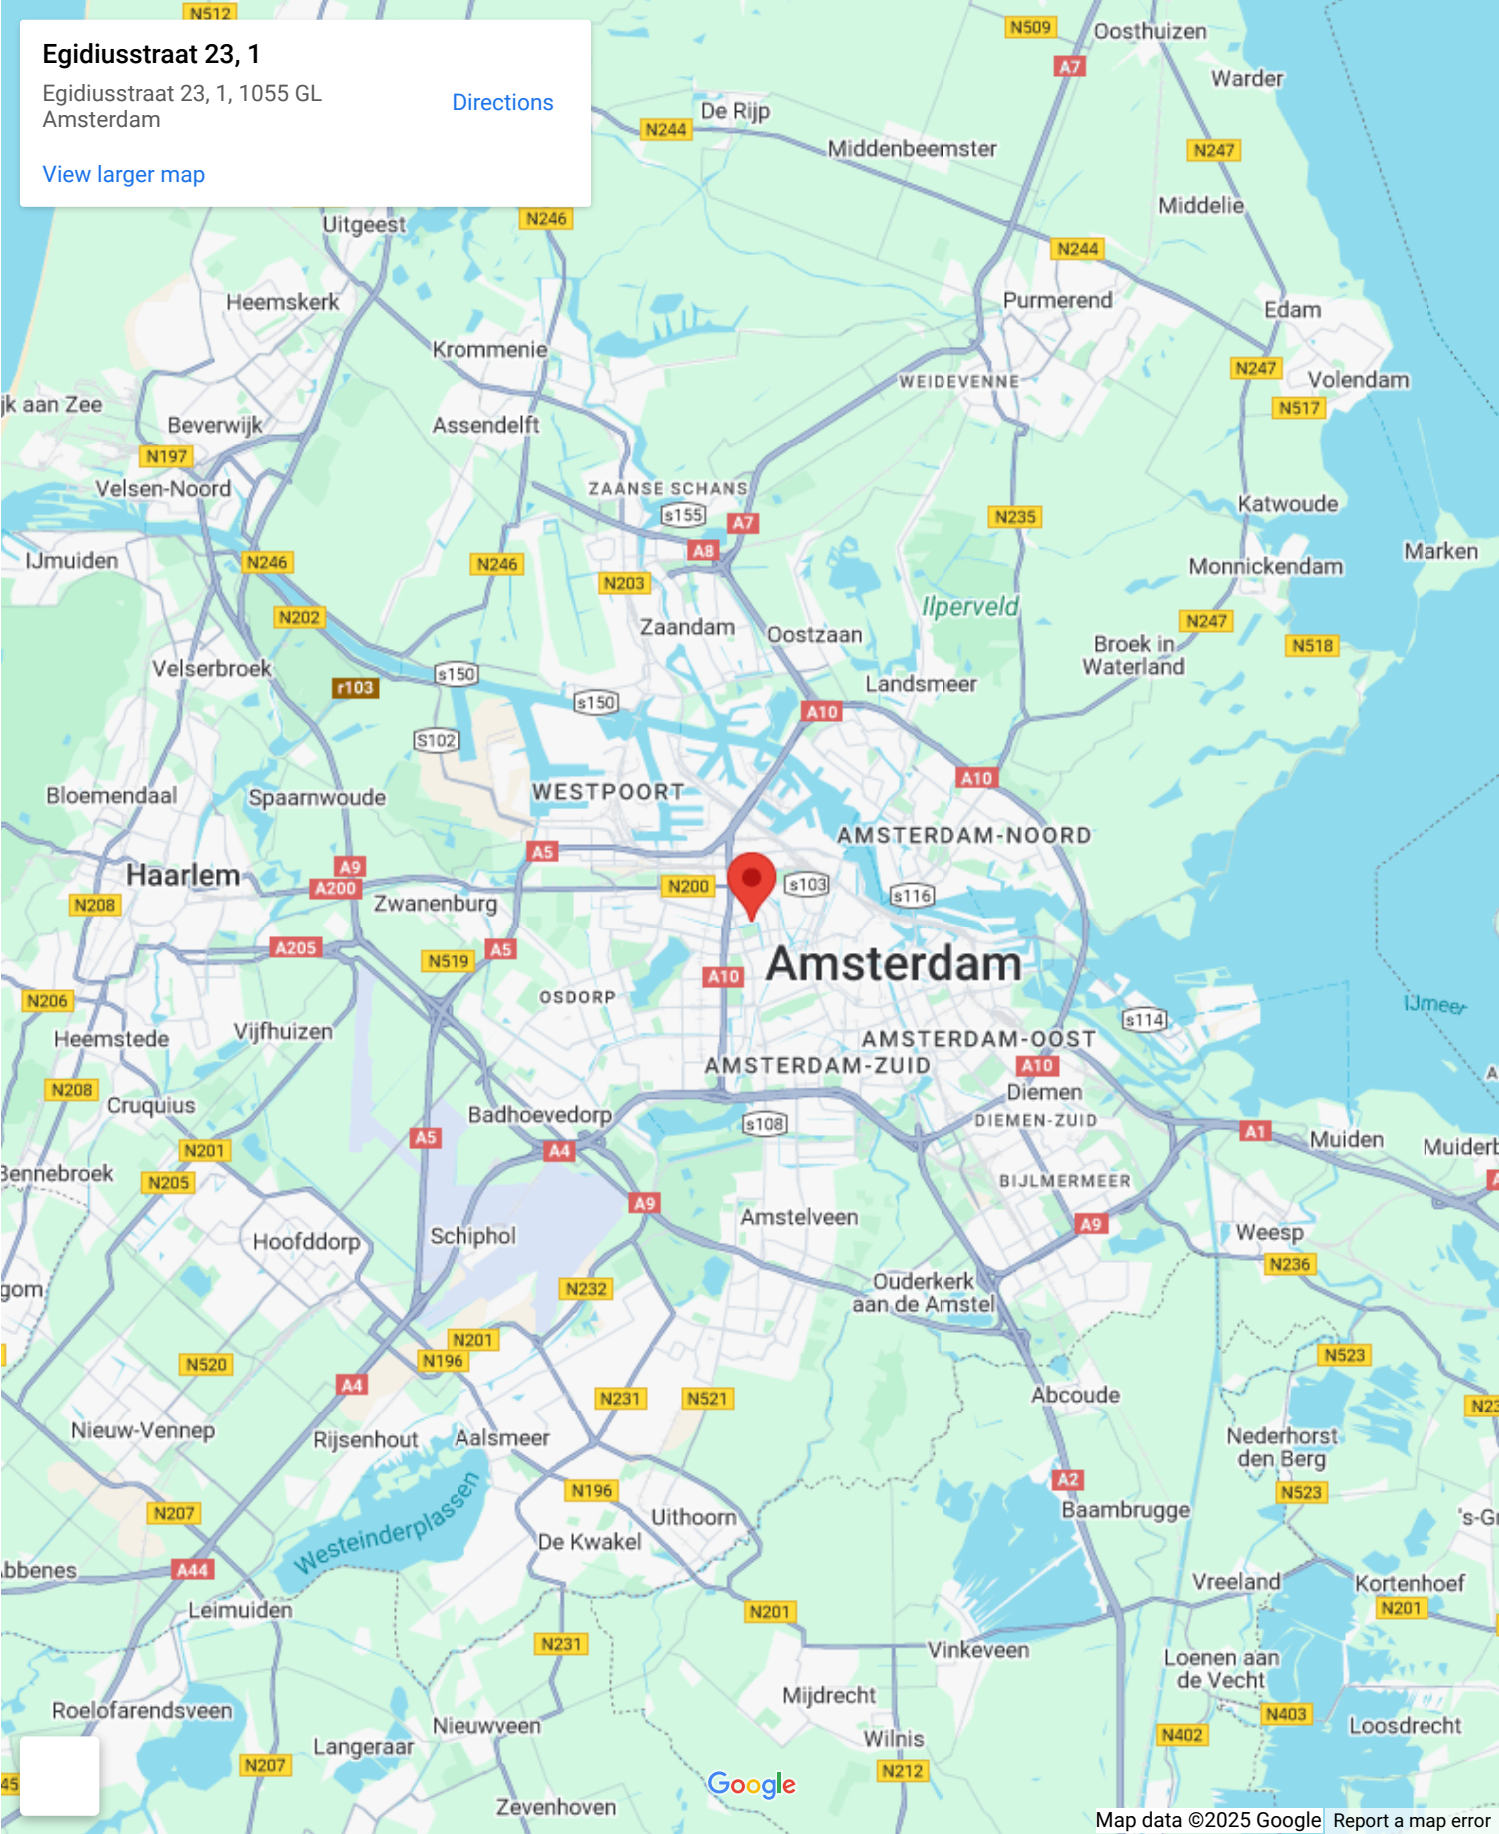 N512
Egidiusstraat 23, 1
Egidiusstraat 23, 1, 1055 GL
Amsterdam
Directions
View larger map
N509
Oosthuizen
A7
Warder
De Rijp
N244
Middenbeemster
N247
Middelie
Uitgeest
N246
N244
Heemskerk
Purmerend
Edam
Krommenie
N247
WEIDEVENNE
Volendam
jk aan Zee
N517
Beverwijk
Assendelft
N197
Velsen-Noord
ZAANSE SCHANS
s155
A7
N235
Katwoude
A8
Marken
IJmuiden
N246
N246
N203
Monnickendam
Ilperveld
N202
N247
Zaandam
Oostzaan
Broek in
Waterland
N518
Velserbroek
s150
r103
Landsmeer
s150
A10
S102
A10
Bloemendaal
Spaarnwoude
WESTPOORT
AMSTERDAM-NOORD
A5
A9
Haarlem
A200
N200
s103
s116
N208
Zwanenburg
A205
N519
A5
A10
Amsterdam
N206
OSDORP
IJmeer
s114
Heemstede
Vijfhuizen
AMSTERDAM-OOST
AMSTERDAM-ZUID
A10
N208
Diemen
Cruquius
Badhoevedorp
s108
DIEMEN-ZUID
A5
A1
Muiden
Muiderb
N201
A4
Bennebroek
N205
BIJLMERMEER
A9
Amstelveen
A9
Hoofddorp
Schiphol
Weesp
N236
gom
N232
Ouderkerk
aan de Amstel
N201
N520
N196
N523
A4
N231
N521
Abcoude
N23
Nieuw-Vennep
Rijsenhout
Aalsmeer
Nederhorst
den Berg
A2
N196
N523
N207
Westeinderplassen
Uithoorn
Baambrugge
's-Gr
De Kwakel
Abbenes
A44
Vreeland
Kortenhoef
Leimuiden
N201
N201
N231
Vinkeveen
Loenen aan
de Vecht
Mijdrecht
Roelofarendsveen
N403
Nieuwveen
Loosdrecht
Langeraar
Wilnis
N402
N207
Google
N212
45
Zevenhoven
Map data ©2025 Google
Report a map error